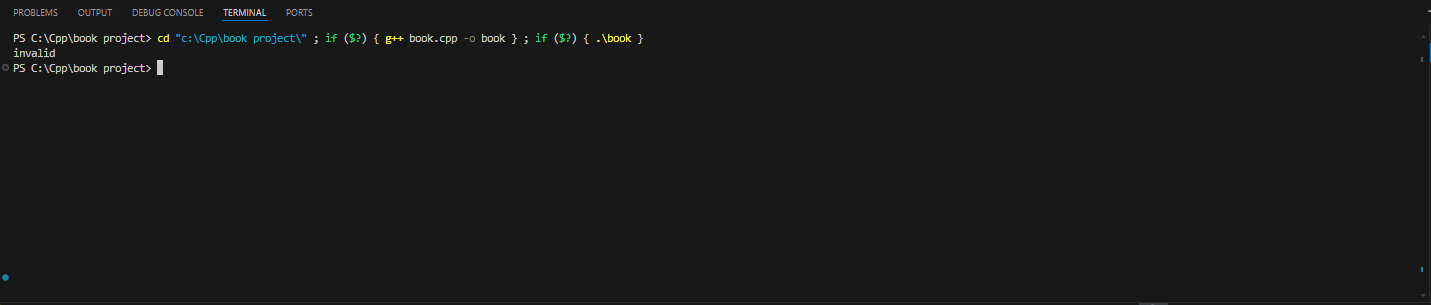 PROBLEMS OUTPUT DEBUG CONSOLE TERMINAL PORTS
PS C:\Cpp\book project> cd "c:\Cpp\book project\" ; if ($?) { g++ book.cpp -o book } ; if ($?) { .\book }
invalid
PS C:\Cpp\book project>